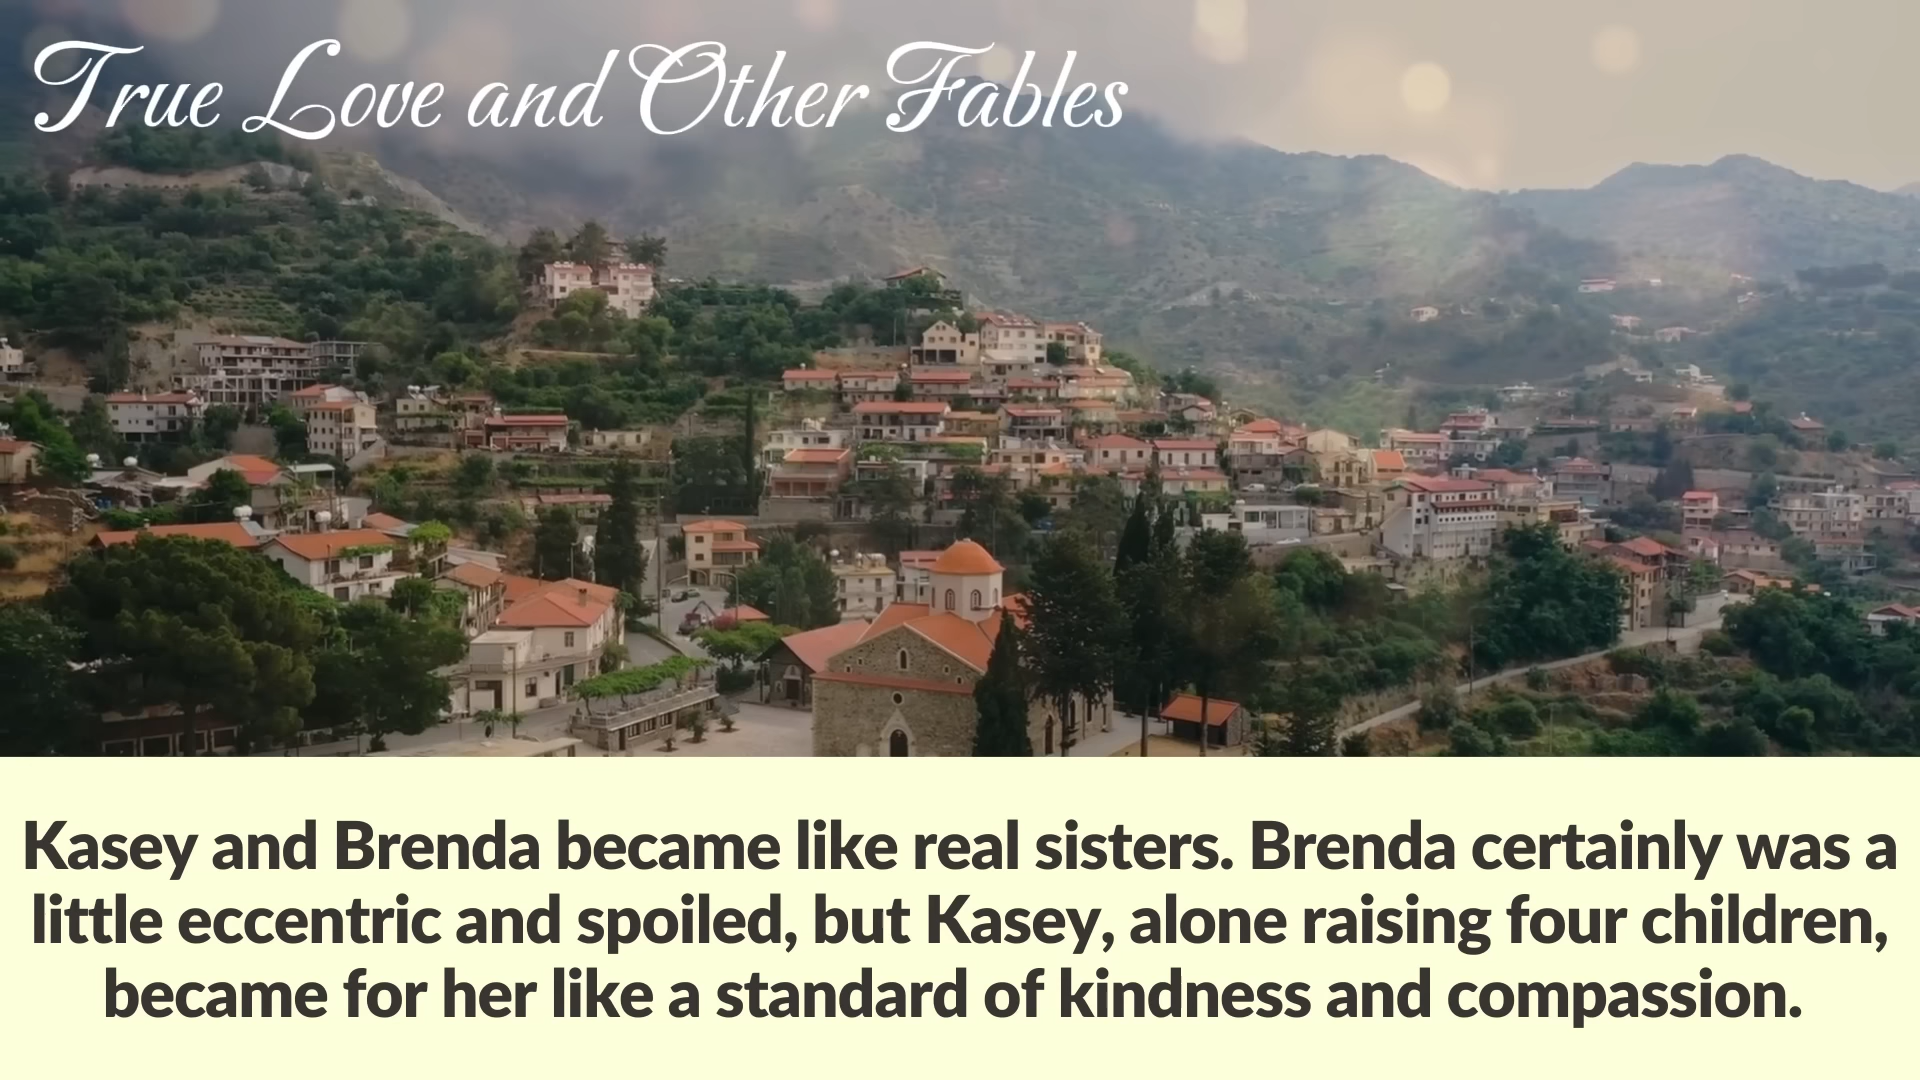 True Love and Other Fables
Kasey and Brenda became like real sisters. Brenda certainly was a
little eccentric and spoiled, but Kasey, alone raising four children,
became for her like a standard of kindness and compassion.